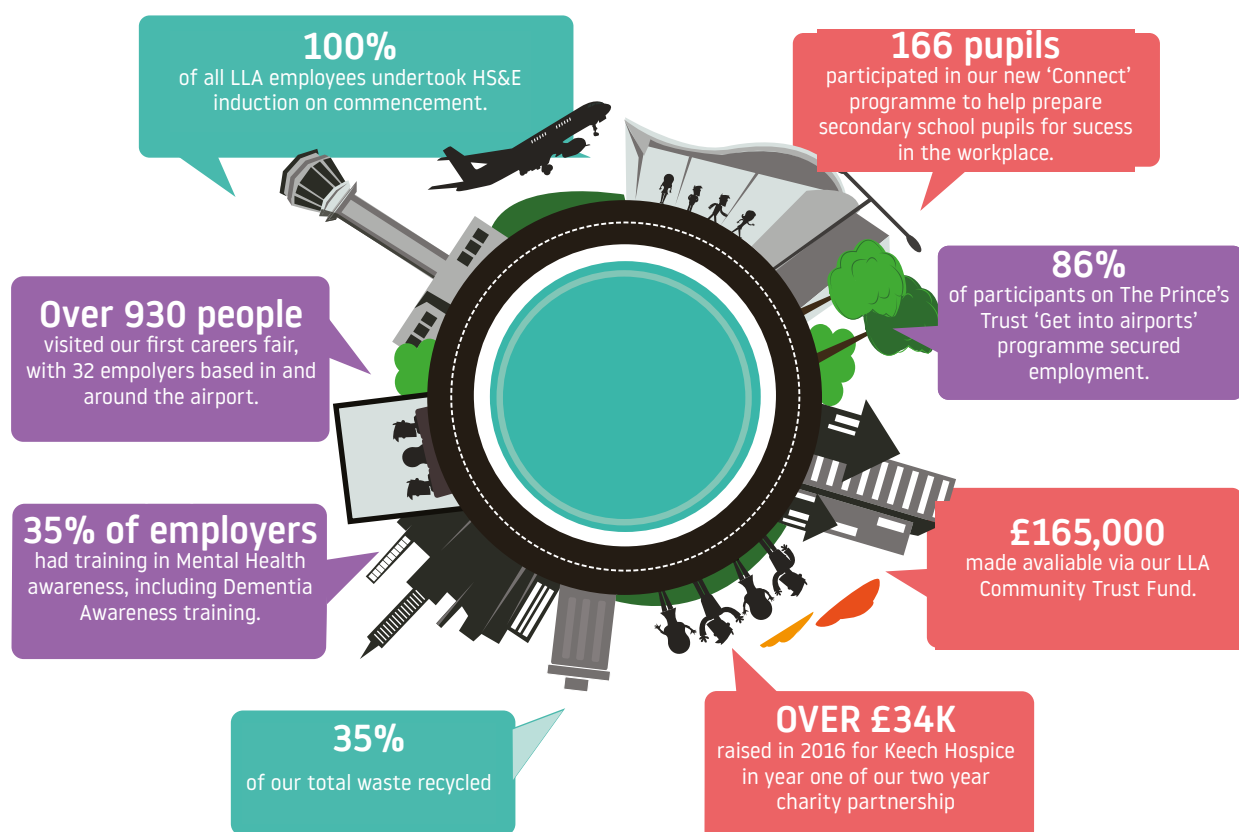 100%
of all LLA employees undertook HS&E
induction on commencement.
166 pupils
participated in our new ‘Connect’
programme to help prepare
secondary school pupils for sucess
in the workplace.
Over 930 people
visited our first careers fair,
with 32 empolyers based in and
around the airport.
86%
of participants on The Prince’s
Trust ‘Get into airports’
programme secured
employment.
35% of employers
had training in Mental Health
awareness, including Dementia
Awareness training.
£165,000
made avaliable via our LLA
Community Trust Fund.
35%
of our total waste recycled
OVER £34K
raised in 2016 for Keech Hospice
in year one of our two year
charity partnership